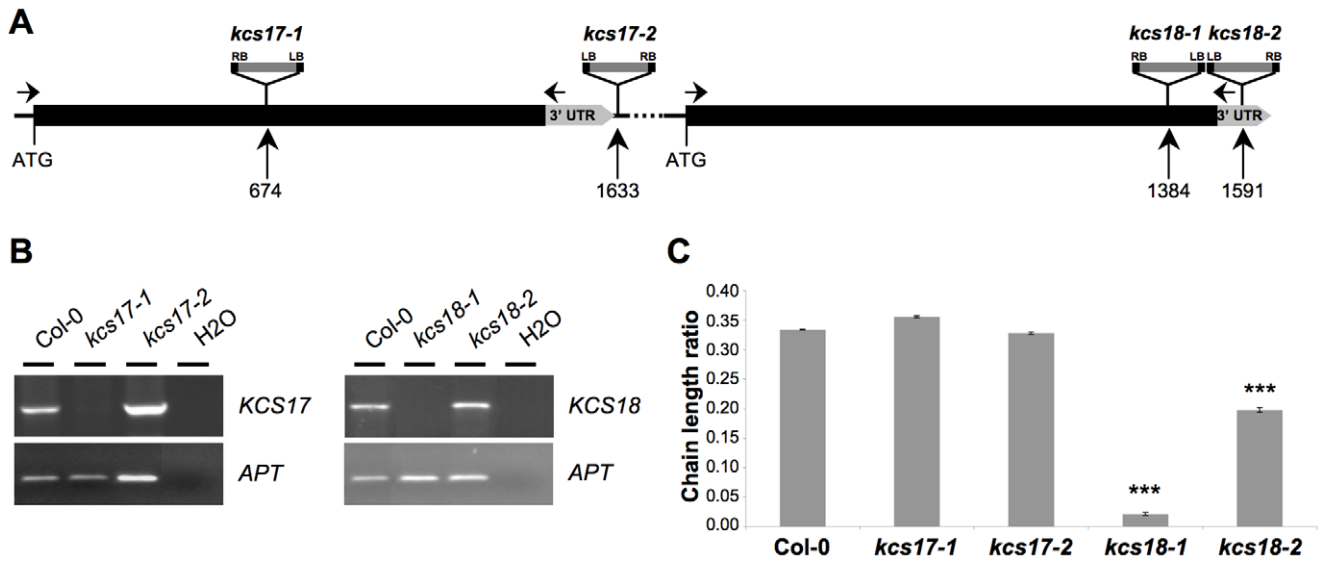 A
kcs17-1
kcs17-2
kcs18-1 kcs18-2
RB LB
LB RB
RB LB LB RB
3' UTR
3' UTR
ATG
ATG
674
1633
1384
1591
B
Col-0
kcs17-1
kcs17-2
H2O
KCS17
APT
Col-0
kcs18-1
kcs18-2
H2O
KCS18
APT
C
Chain length ratio
0.40
0.35
0.30
0.25
0.20
0.15
0.10
0.05
0.00
***
***
Col-0 kcs17-1 kcs17-2 kcs18-1 kcs18-2